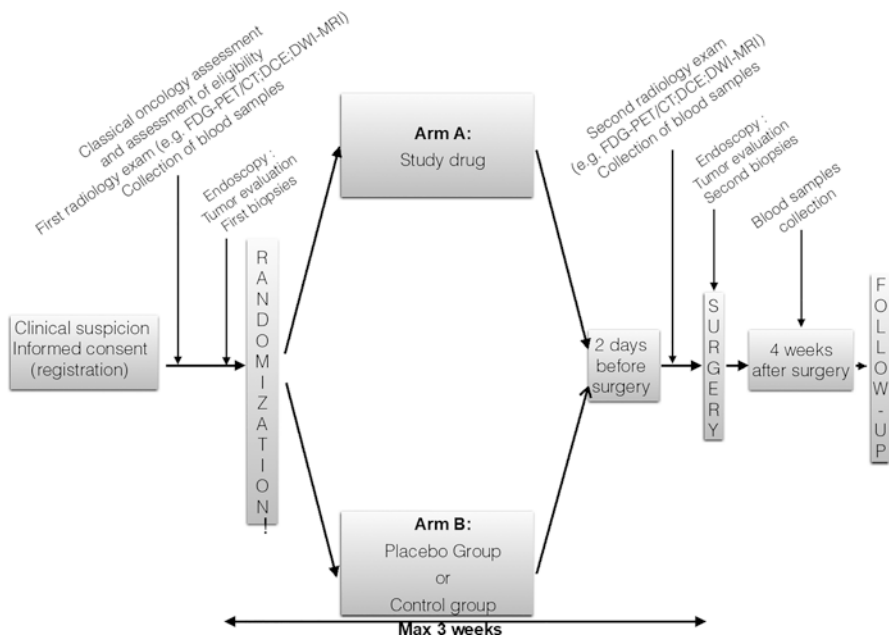 Classical oncology assessment
and assessment of eligibility
First radiology exam (e.g. FDG-PET/CT;DCE;DWI-MRI)
Collection of blood samples
Endoscopy :
Tumor evaluation
First biopsies
Clinical suspicion
Informed consent
(registration)
RANDOMIZATION!
Arm A:
Study drug
Arm B:
Placebo Group
or
Control group
2 days
before
surgery
Second radiology exam
(e.g. FDG-PET/CT;DCE;DWI-MRI)
Collection of blood samples
Endoscopy :
Tumor evaluation
Second biopsies
SURGERY
Blood samples
collection
4 weeks
after surgery
FOLLOW-UP
Max 3 weeks